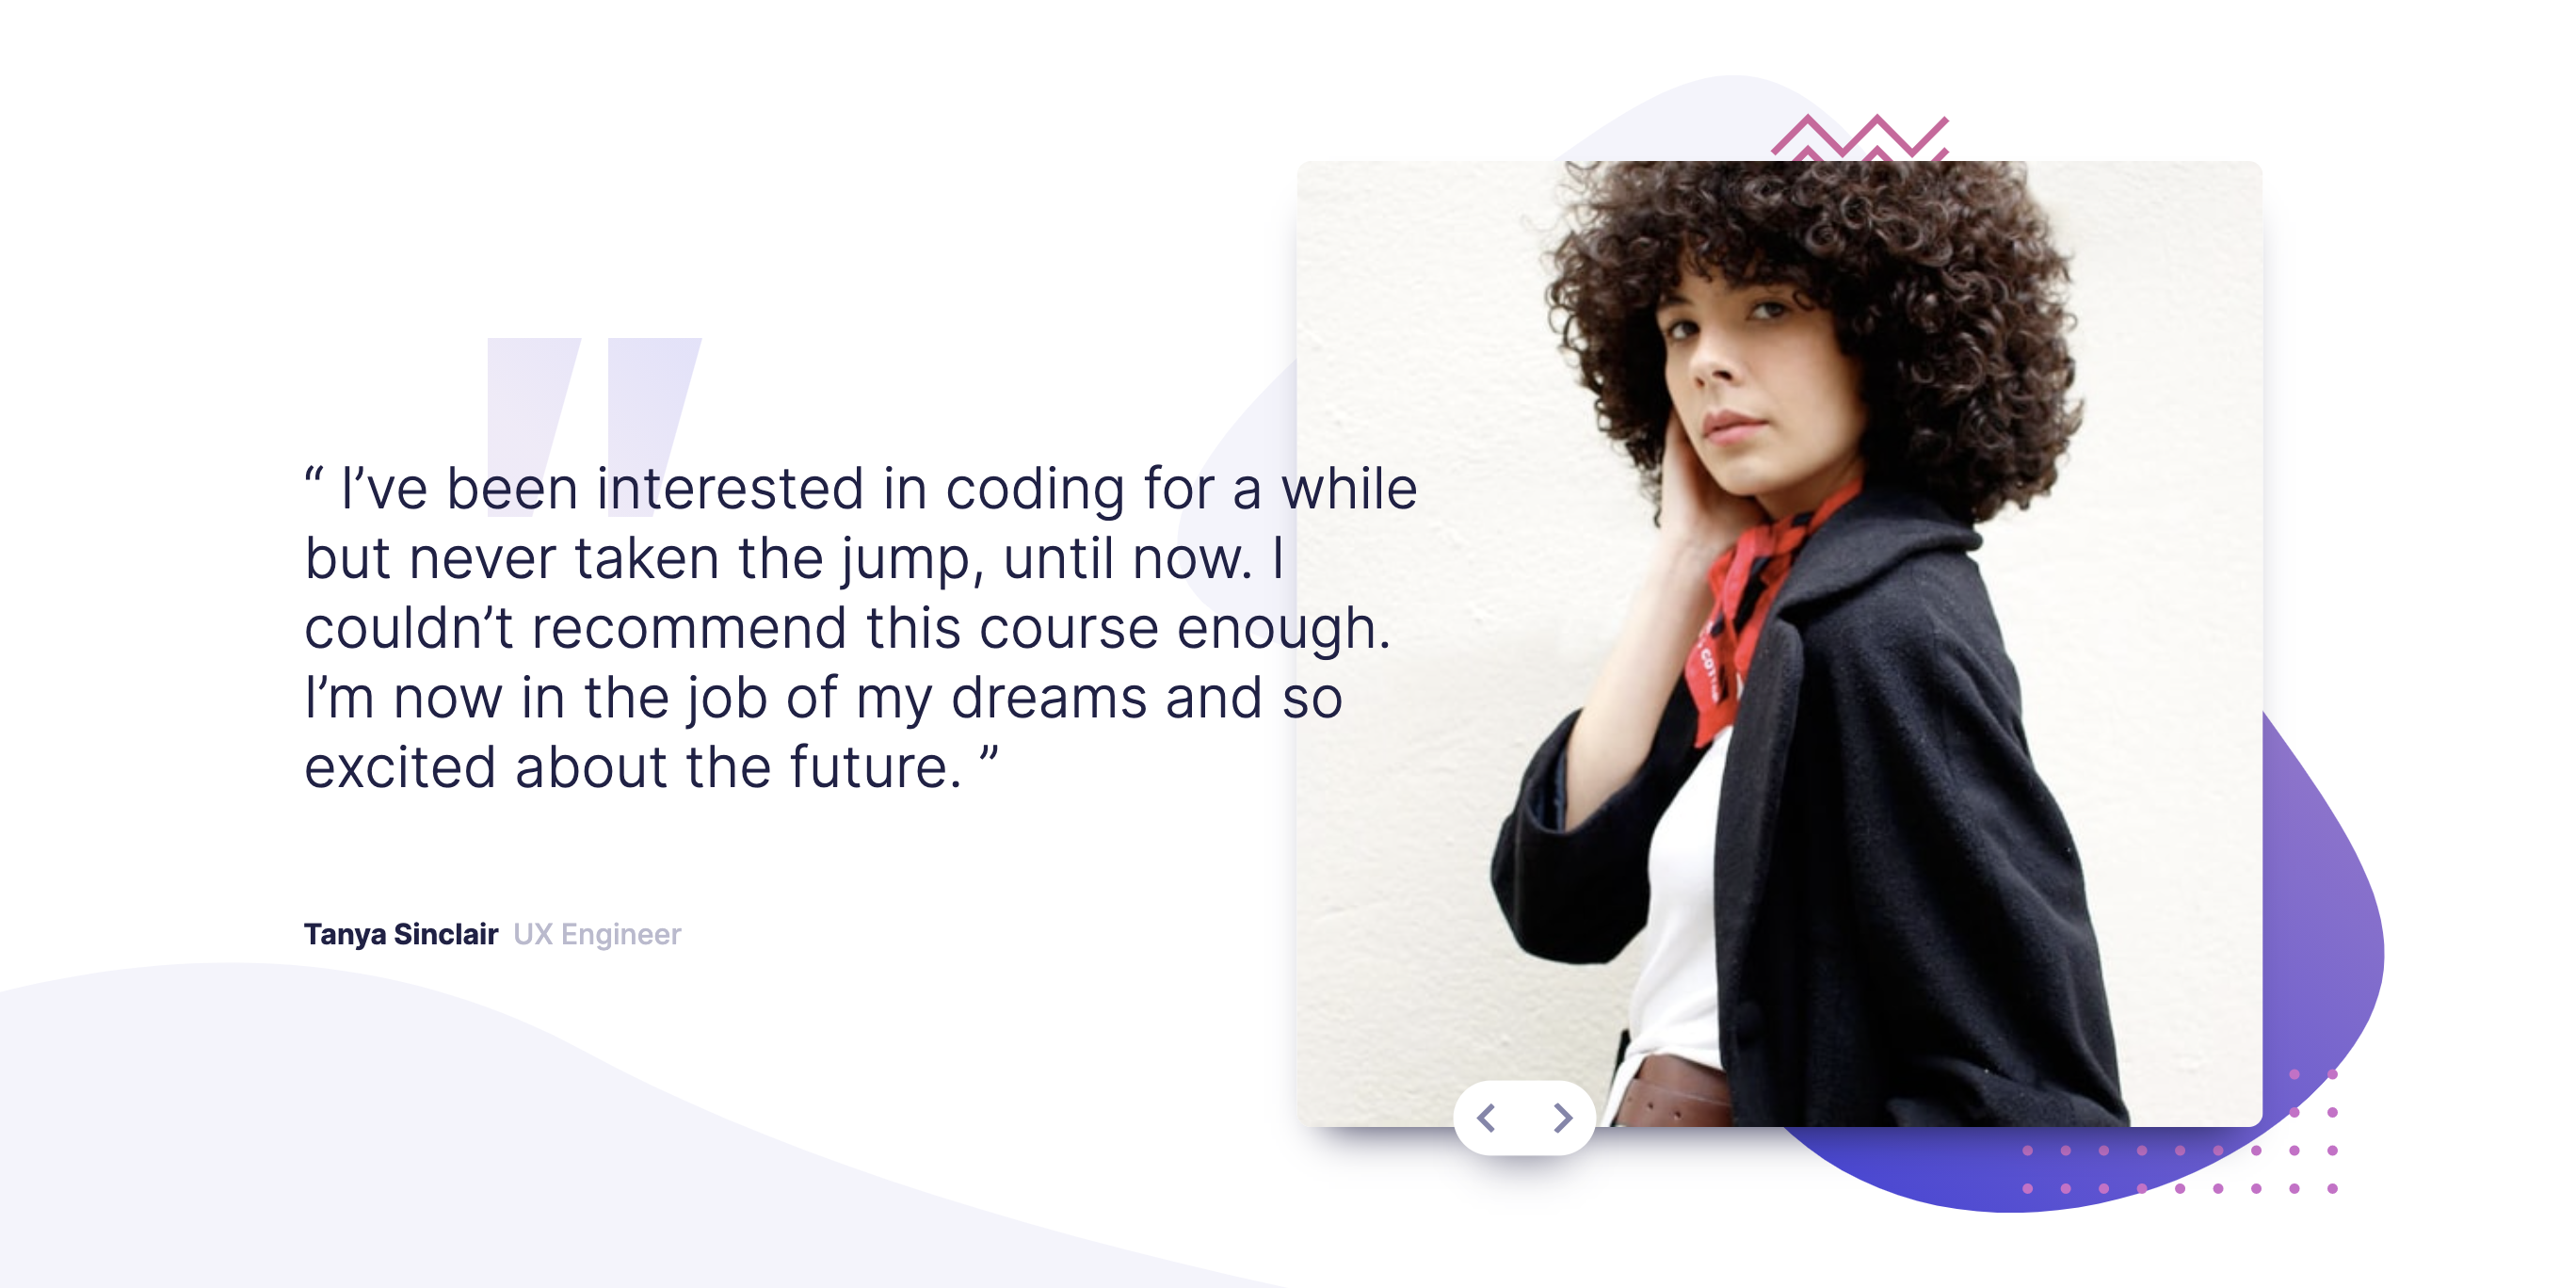 “ I’ve been interested in coding for a while
but never taken the jump, until now. I
couldn’t recommend this course enough.
I’m now in the job of my dreams and so
excited about the future. ”
Tanya Sinclair UX Engineer